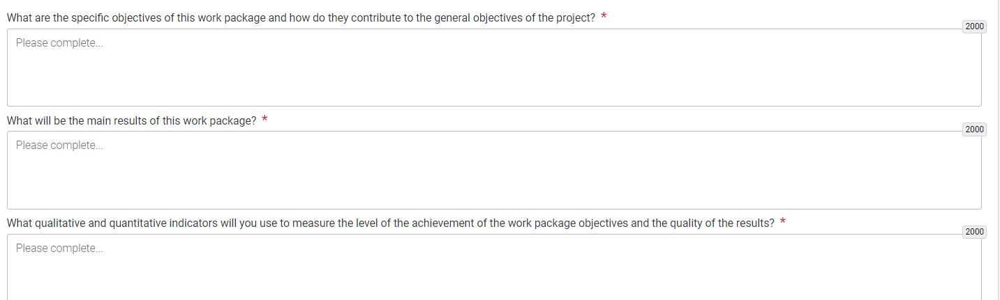 What are the specific objectives of this work package and how do they contribute to the general objectives of the project? *
2000
Please complete...
What will be the main results of this work package? *
2000
Please complete...
What qualitative and quantitative indicators will you use to measure the level of the achievement of the work package objectives and the quality of the results? *
2000
Please complete...